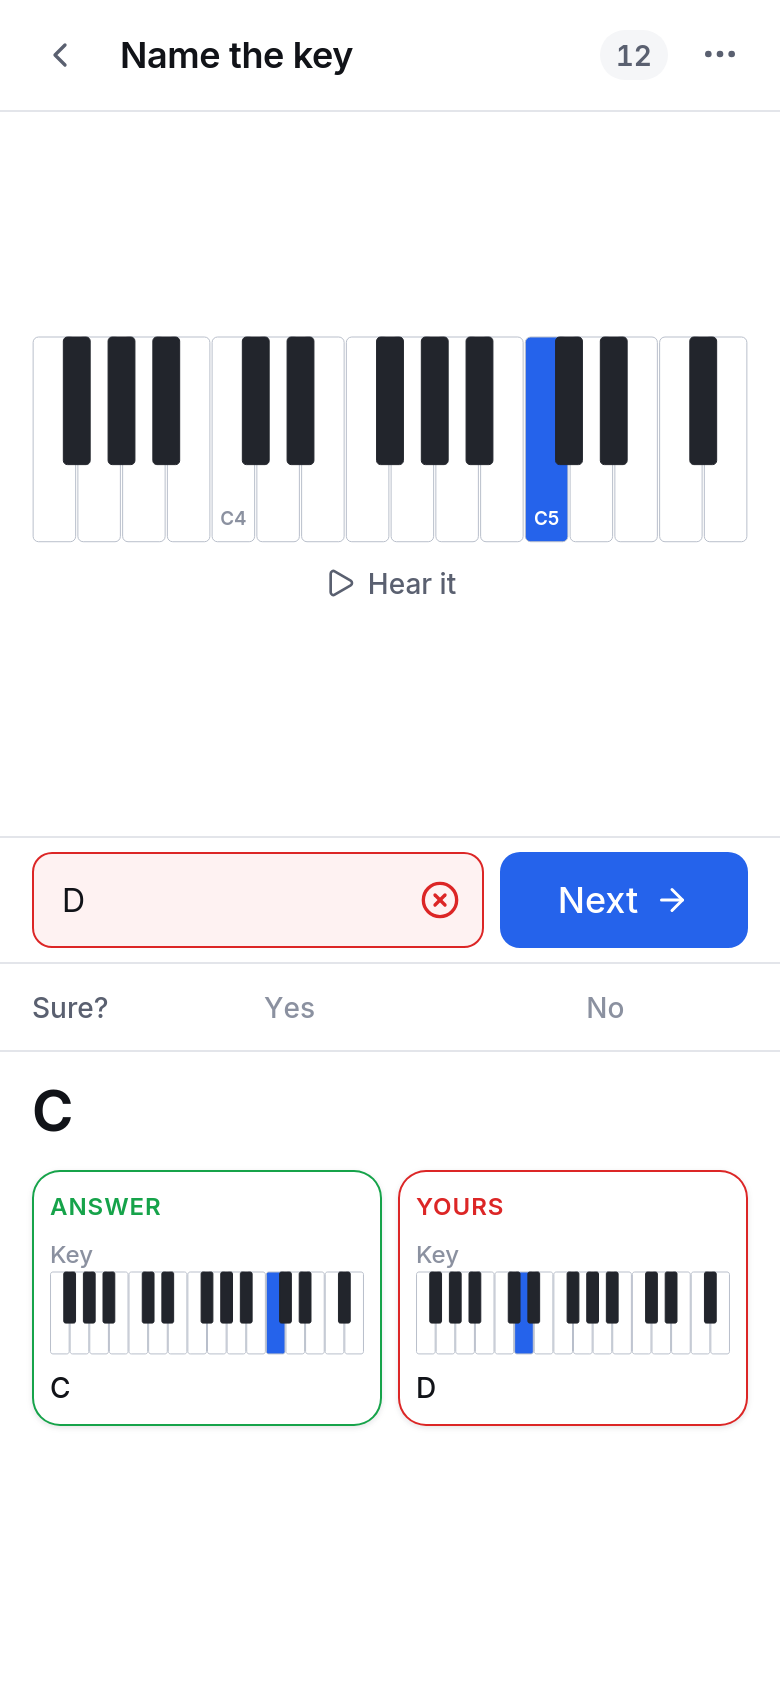 Name the key
12
C4
C5
Hear it
D
Next
Sure?
Yes
No
C
ANSWER
Key
C
YOURS
Key
D